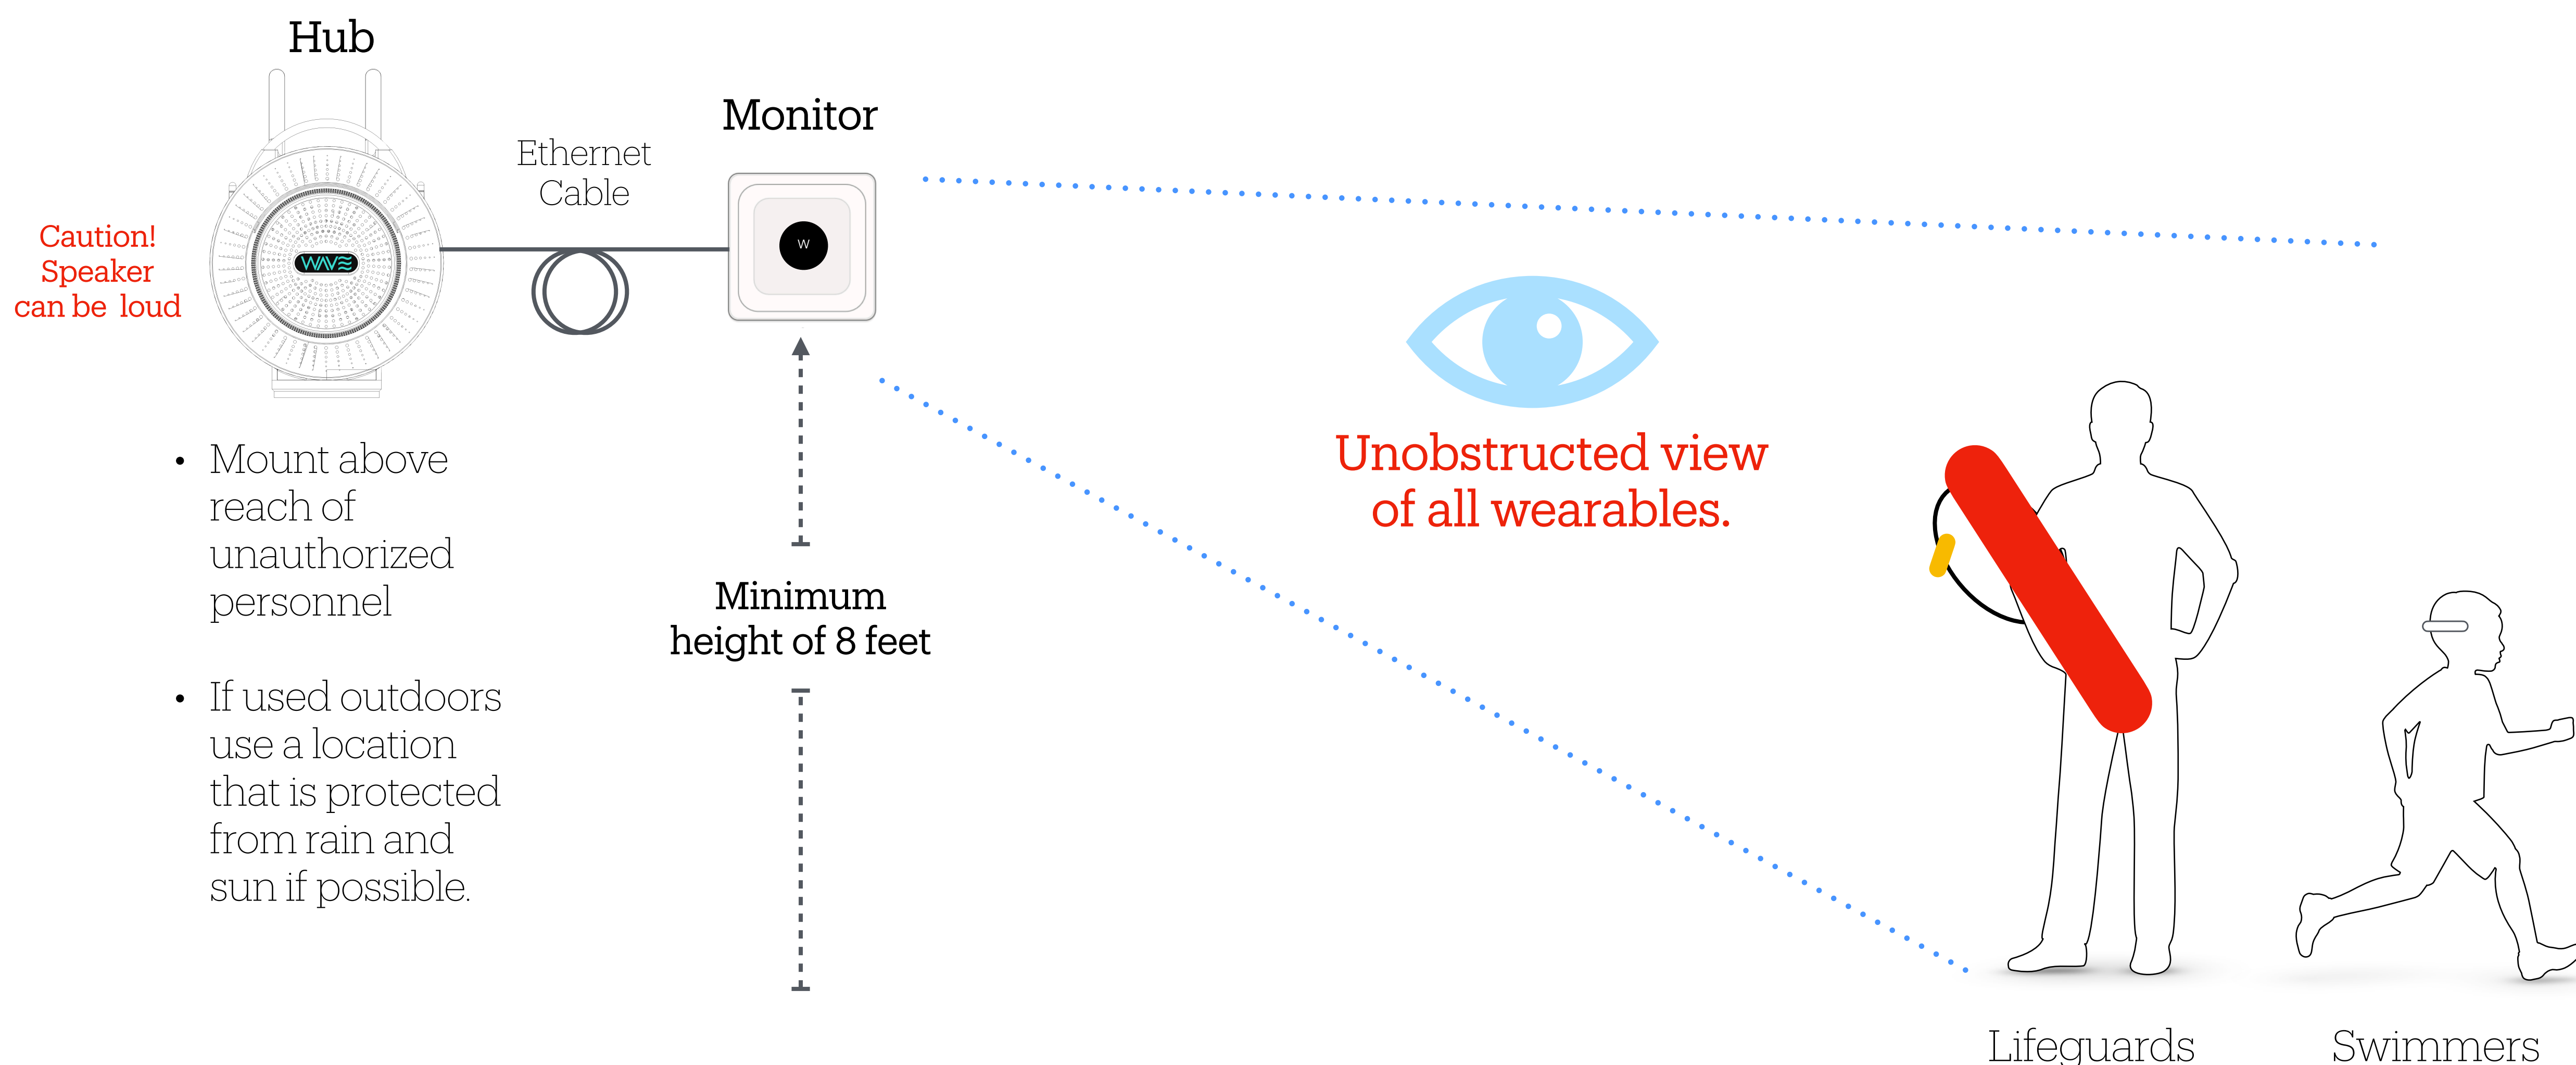 Hub
Monitor
Ethernet
Cable
Caution!
Speaker
can be loud
WAVE
W
Unobstructed view
of all wearables.
• Mount above
reach of
unauthorized
personnel
Minimum
height of 8 feet
• If used outdoors
use a location
that is protected
from rain and
sun if possible.
Lifeguards
Swimmers